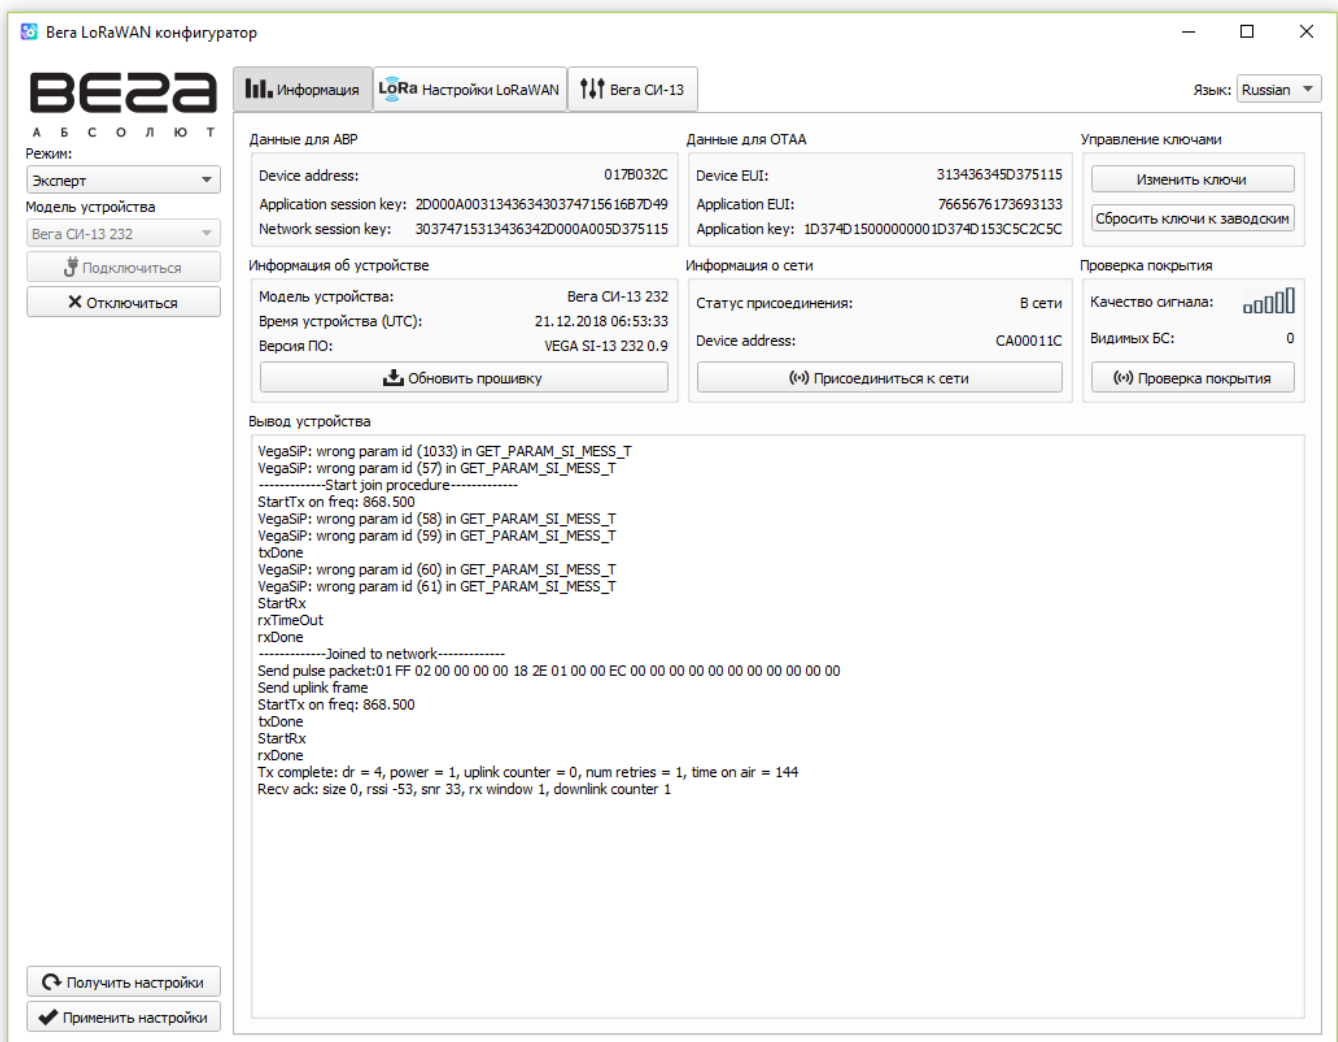 Вега LoRaWAN конфигуратор
ВЕГА
АБСОЛЮТ
Режим:
Эксперт
Модель устройства
Вега СИ-13 232
Подключиться
Отключиться
Информация
LoRa Настройки LoRaWAN
Вега СИ-13
Язык: Russian
Данные для ABP
Device address: 017B032C
Application session key: 2D000A003134363430374715616B7D49
Network session key: 30374715313436342D000A005D375115
Данные для OTAA
Device EUI: 313436345D375115
Application EUI: 7665676173693133
Application key: 1D374D15000000001D374D153C5C2C5C
Управление ключами
Изменить ключи
Сбросить ключи к заводским
Информация об устройстве
Модель устройства: Вега СИ-13 232
Время устройства (UTC): 21.12.2018 06:53:33
Версия ПО: VEGA SI-13 232 0.9
Обновить прошивку
Информация о сети
Статус присоединения: В сети
Device address: CA00011C
Присоединиться к сети
Проверка покрытия
Качество сигнала:
Видимых БС: 0
Проверка покрытия
Вывод устройства
VegaSiP: wrong param id (1033) in GET_PARAM_SI_MESS_T
VegaSiP: wrong param id (57) in GET_PARAM_SI_MESS_T
-------------Start join procedure-------------
StartTx on freq: 868.500
VegaSiP: wrong param id (58) in GET_PARAM_SI_MESS_T
VegaSiP: wrong param id (59) in GET_PARAM_SI_MESS_T
txDone
VegaSiP: wrong param id (60) in GET_PARAM_SI_MESS_T
VegaSiP: wrong param id (61) in GET_PARAM_SI_MESS_T
StartRx
rxTimeOut
rxDone
-------------Joined to network-------------
Send pulse packet:01 FF 02 00 00 00 00 18 2E 01 00 00 EC 00 00 00 00 00 00 00 00 00 00 00
Send uplink frame
StartTx on freq: 868.500
txDone
StartRx
rxDone
Tx complete: dr = 4, power = 1, uplink counter = 0, num retries = 1, time on air = 144
Recv ack: size 0, rssi -53, snr 33, rx window 1, downlink counter 1
Получить настройки
Применить настройки